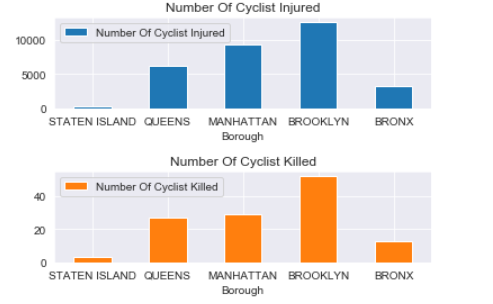 Number Of Cyclist Injured
Number Of Cyclist Injured
10000
5000
0
STATEN ISLAND QUEENS MANHATTAN BROOKLYN BRONX
Borough
Number Of Cyclist Killed
Number Of Cyclist Killed
40
20
0
STATEN ISLAND QUEENS MANHATTAN BROOKLYN BRONX
Borough